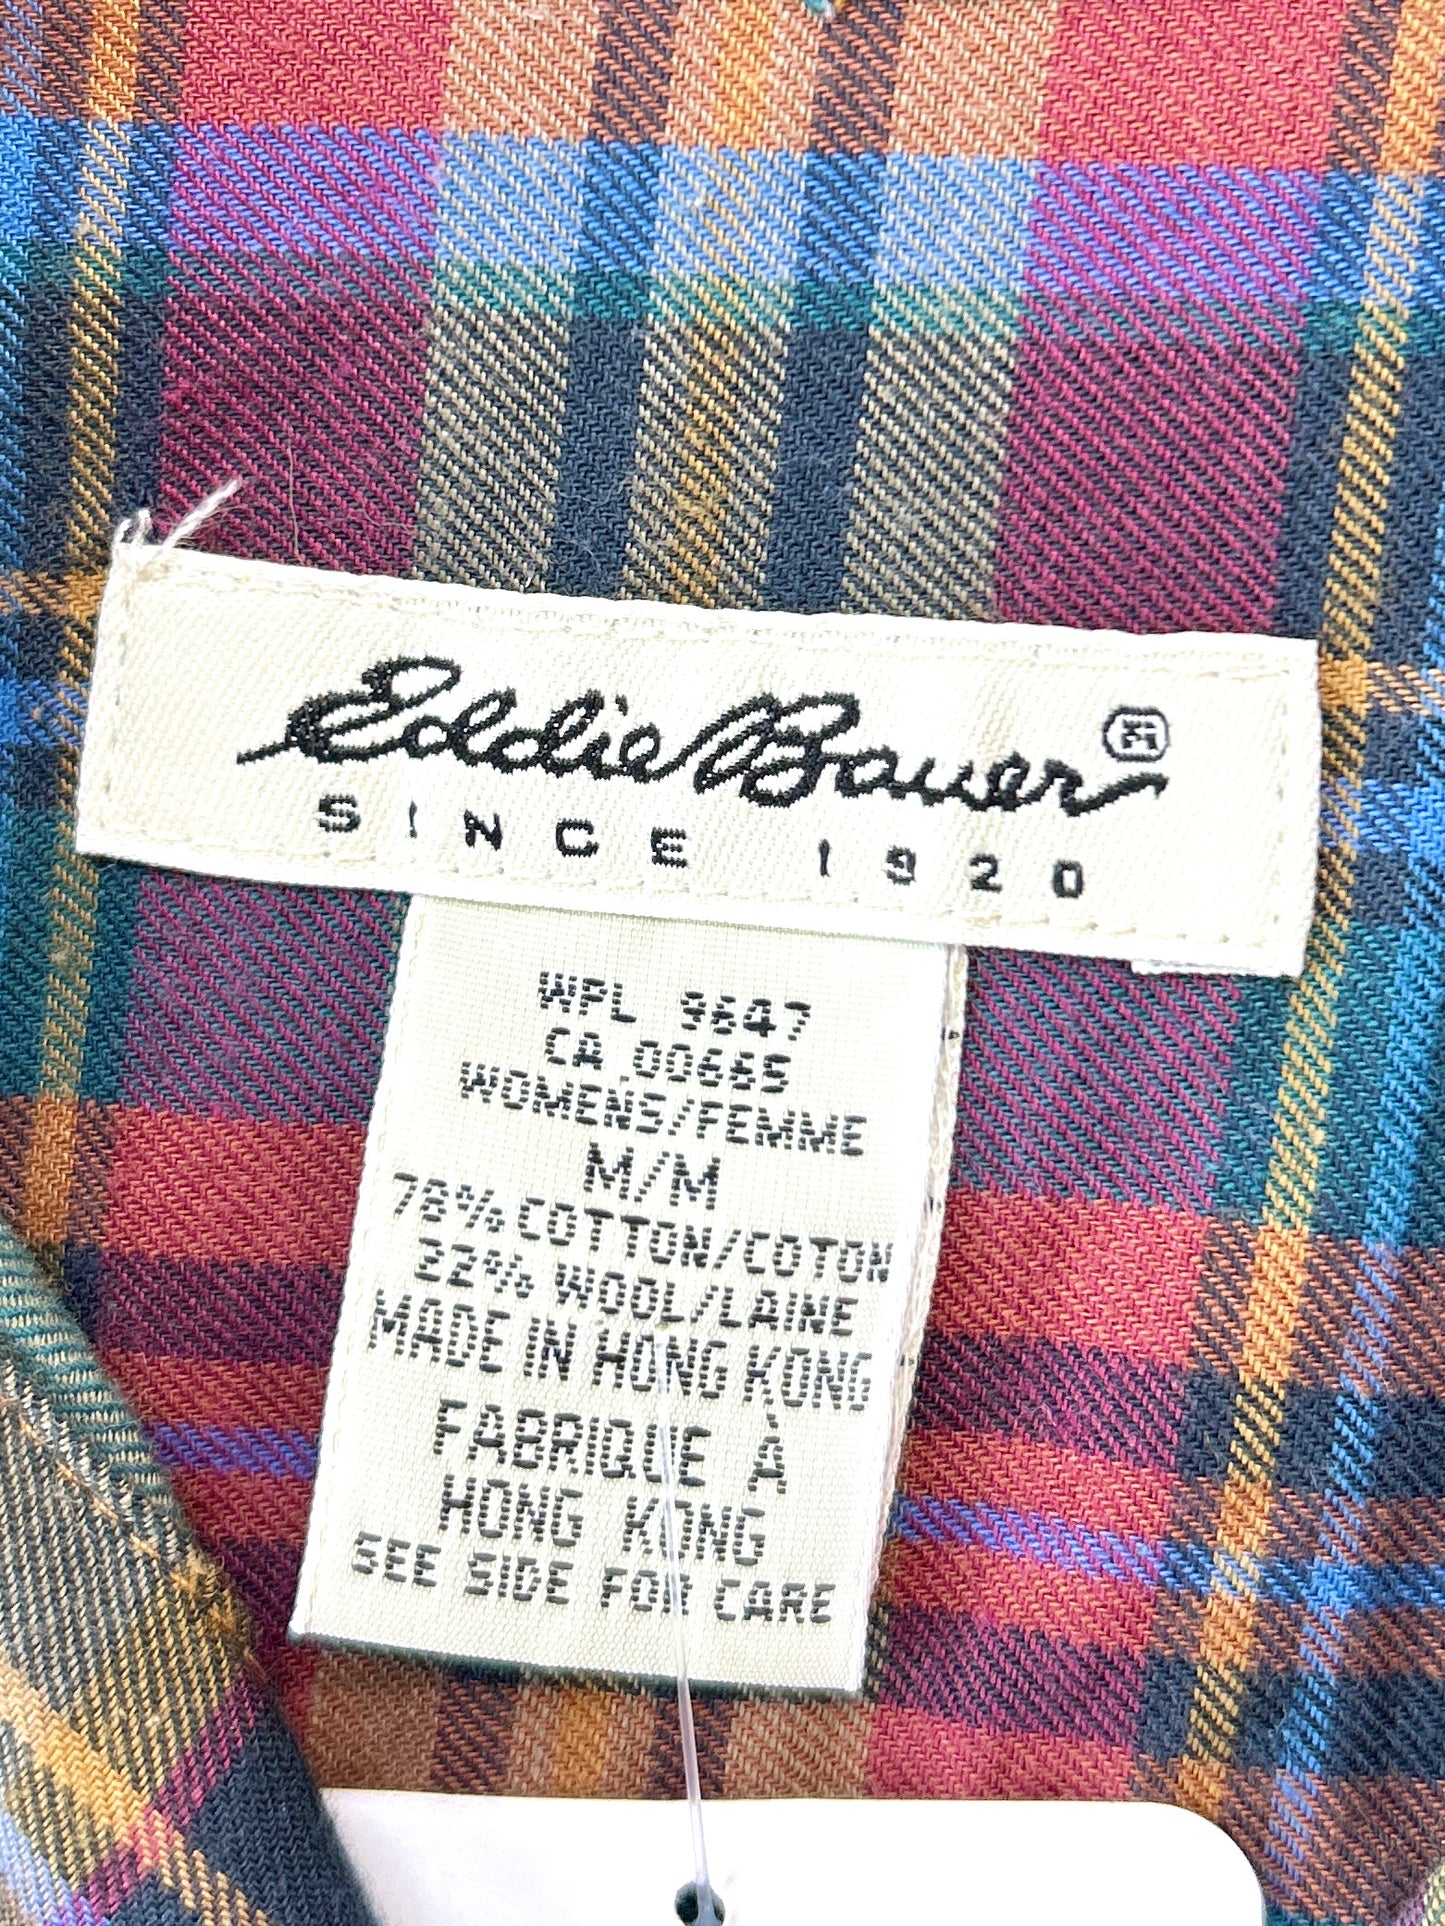 Eddie Bauer ®
SINCE 1920
WPL 9647
CA 00665
WOMENS/FEMME
M/M
78% COTTON/COTON
22% WOOL/LAINE
MADE IN HONG KONG
FABRIQUE À
HONG KONG
SEE SIDE FOR CARE